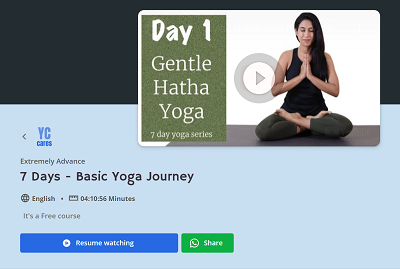 Day 1
Gentle
Hatha
Yoga
7 day yoga series
YC
cares
Extremely Advance
7 Days - Basic Yoga Journey
English • 04:10:56 Minutes
It's a Free course
Resume watching
Share